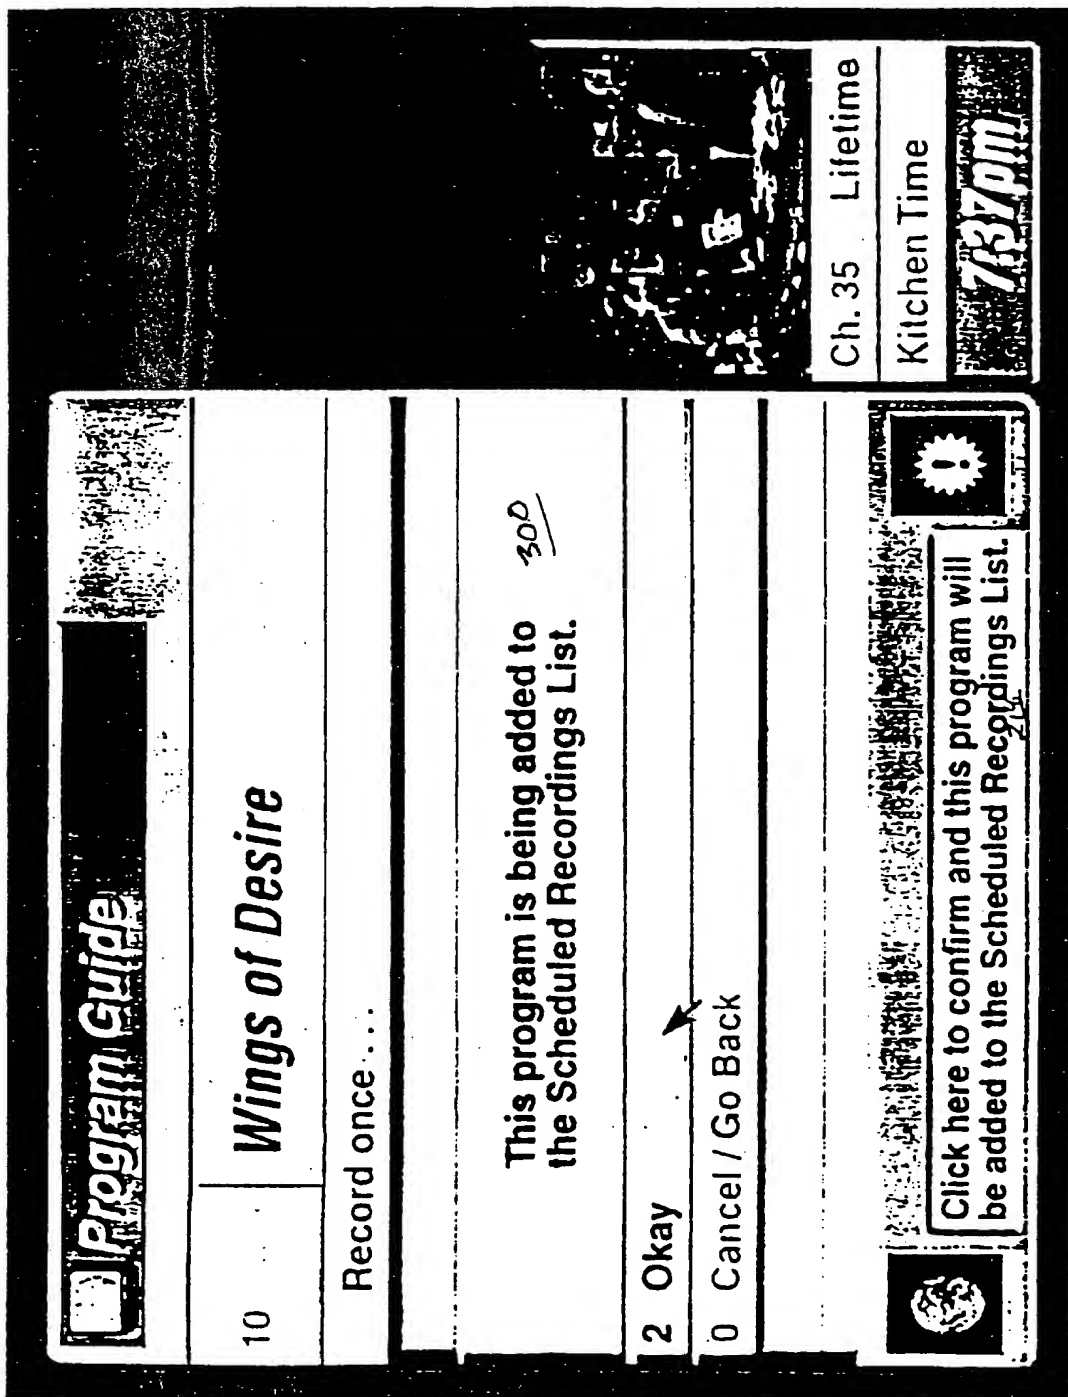 Program Guide
10 Wings of Desire
Record once...
This program is being added to
the Scheduled Recordings List.
300
2 Okay
0 Cancel / Go Back
Click here to confirm and this program will
be added to the Scheduled Recordings List.
Ch. 35 Lifetime
Kitchen Time
7:37pm